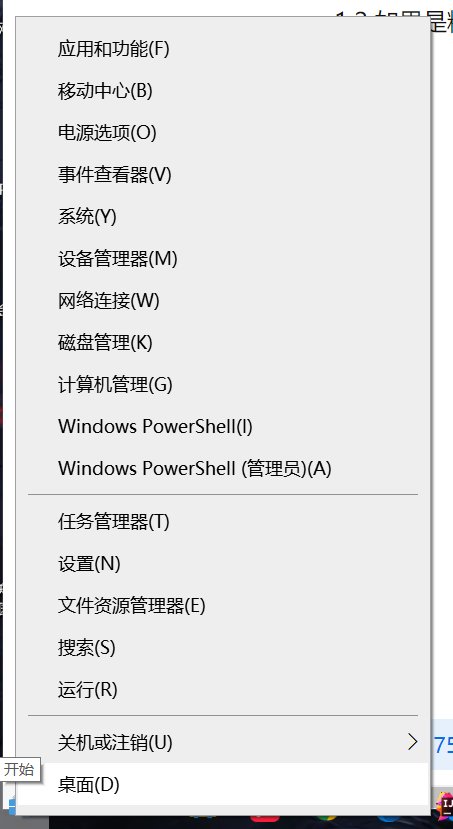 1.2 如果是
应用和功能(F)
移动中心(B)
电源选项(O)
事件查看器(V)
系统(Y)
设备管理器(M)
网络连接(W)
磁盘管理(K)
计算机管理(G)
Windows PowerShell(I)
Windows PowerShell (管理员)(A)
任务管理器(T)
设置(N)
文件资源管理器(E)
搜索(S)
运行(R)
关机或注销(U)
75
开始
桌面(D)
IJ